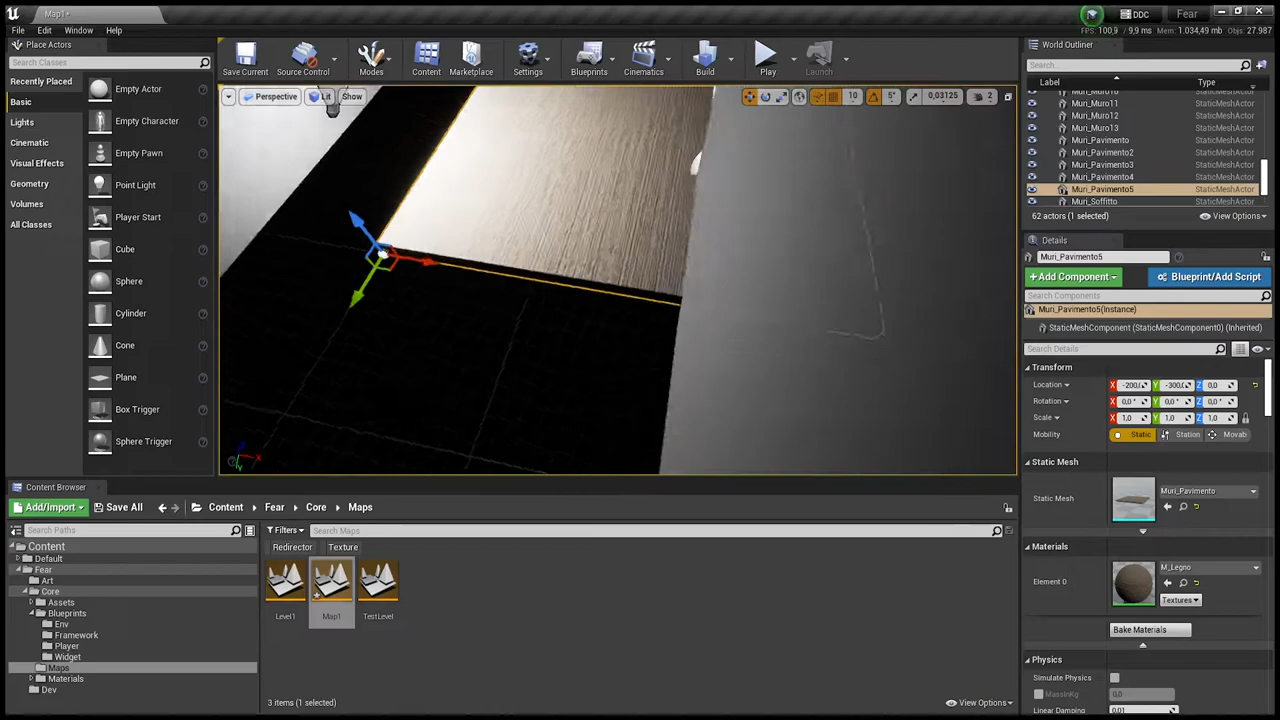 Map1*
DDC
Fear
FPS: 100,9 / 9,9 ms Mem: 1.034,49 mb Objs: 27.987
File Edit Window Help
Place Actors
Search Classes
Recently Placed
Basic
Lights
Cinematic
Visual Effects
Geometry
Volumes
All Classes
Empty Actor
Empty Character
Empty Pawn
Point Light
Player Start
Cube
Sphere
Cylinder
Cone
Plane
Box Trigger
Sphere Trigger
Save Current
Source Control
Modes
Content
Marketplace
Settings
Blueprints
Cinematics
Build
Play
Launch
Perspective Lit Show
10 5° 0,03125 2
World Outliner
Search...
Label Type
Muri_Muro10 StaticMeshActor
Muri_Muro11 StaticMeshActor
Muri_Muro12 StaticMeshActor
Muri_Muro13 StaticMeshActor
Muri_Pavimento StaticMeshActor
Muri_Pavimento2 StaticMeshActor
Muri_Pavimento3 StaticMeshActor
Muri_Pavimento4 StaticMeshActor
Muri_Pavimento5 StaticMeshActor
Muri_Soffitto StaticMeshActor
62 actors (1 selected) View Options
Details
Muri_Pavimento5
+Add Component Blueprint/Add Script
Search Components
Muri_Pavimento5(Instance)
StaticMeshComponent (StaticMeshComponent0) (Inherited)
Search Details
Transform
Location X -200,0 Y -300,0 Z 0,0
Rotation X 0,0° Y 0,0° Z 0,0°
Scale X 1,0 Y 1,0 Z 1,0
Mobility Static Station Movab
Static Mesh
Static Mesh Muri_Pavimento
Materials
Element 0 M_Legno
Textures
Bake Materials
Physics
Simulate Physics
MassInKg 0,0
Linear Damping 0,01
Content Browser
Add/Import Save All Content Fear Core Maps
Search Paths
Filters Search Maps
Redirector Texture
Content
Default
Fear
Art
Core
Assets
Blueprints
Env
Framework
Player
Widget
Maps
Materials
Dev
Level1 Map1 TestLevel
3 items (1 selected) View Options